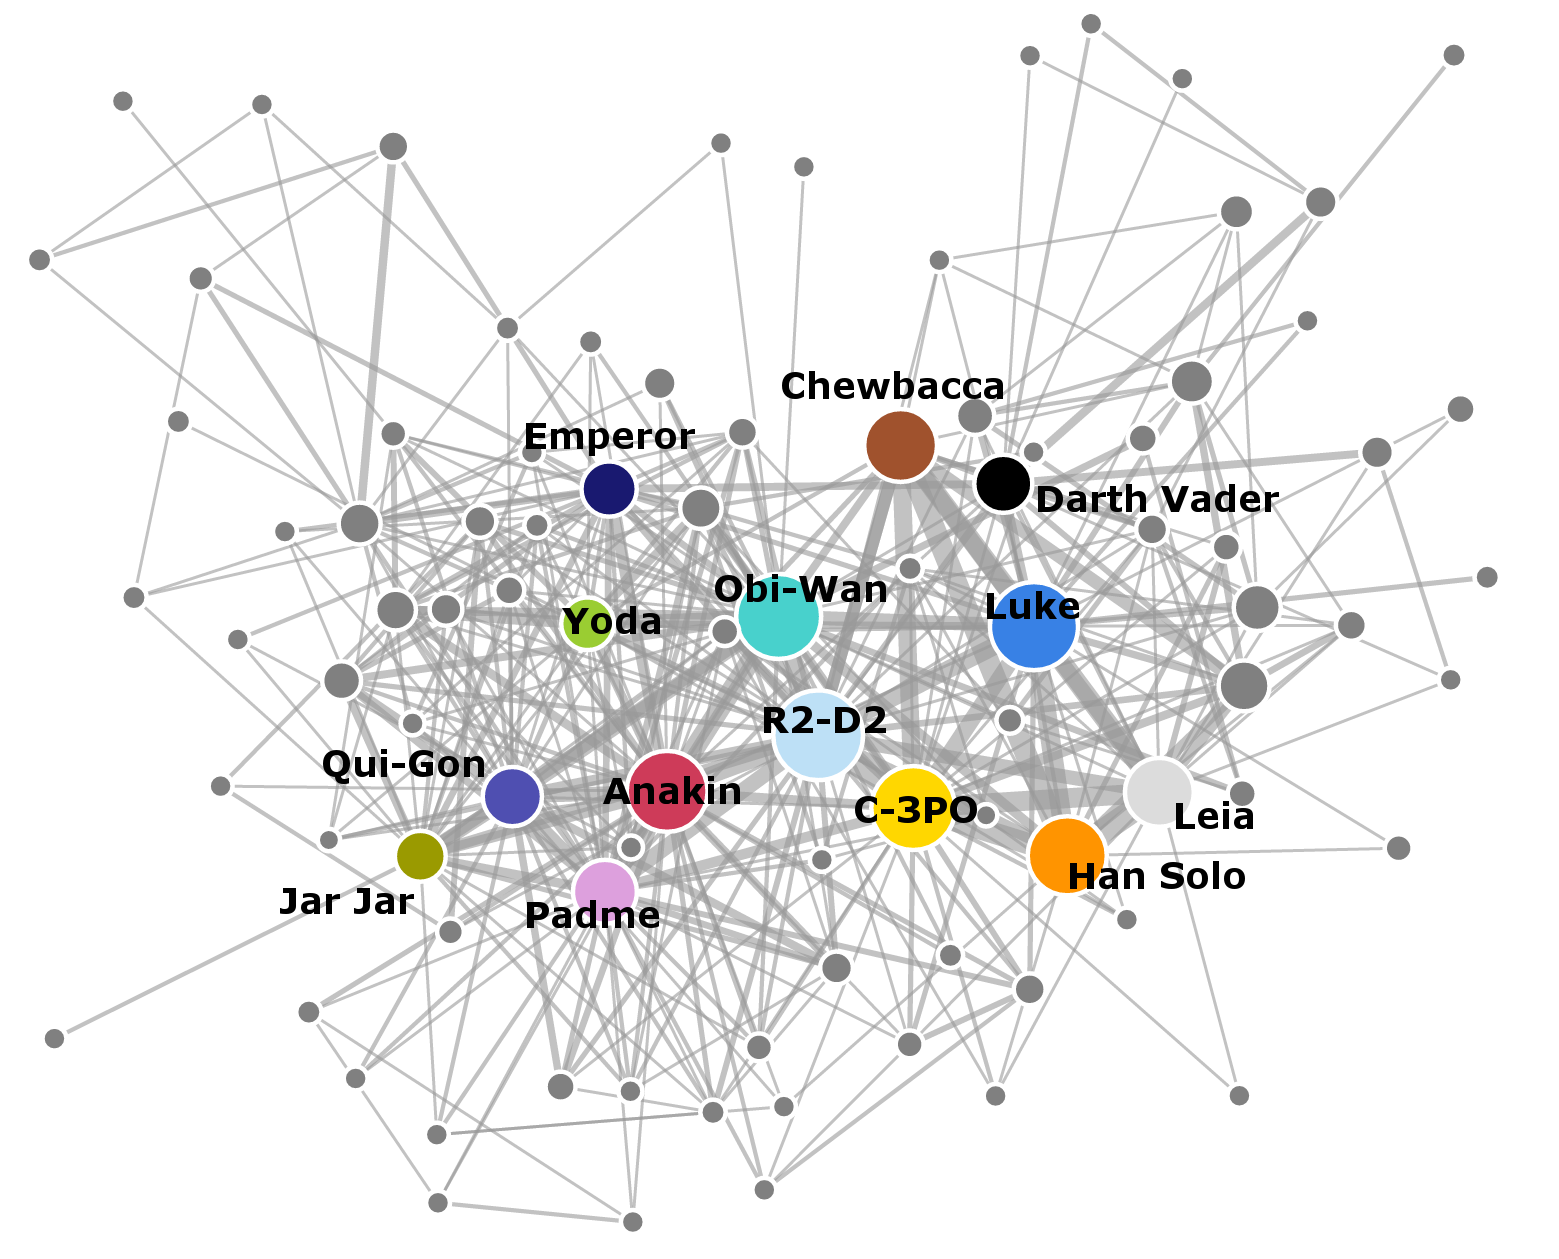 Chewbacca
Emperor
Darth Vader
Obi-Wan
Luke
Yoda
R2-D2
Qui-Gon
Anakin
C-3PO
Leia
Han Solo
Jar Jar
Padme